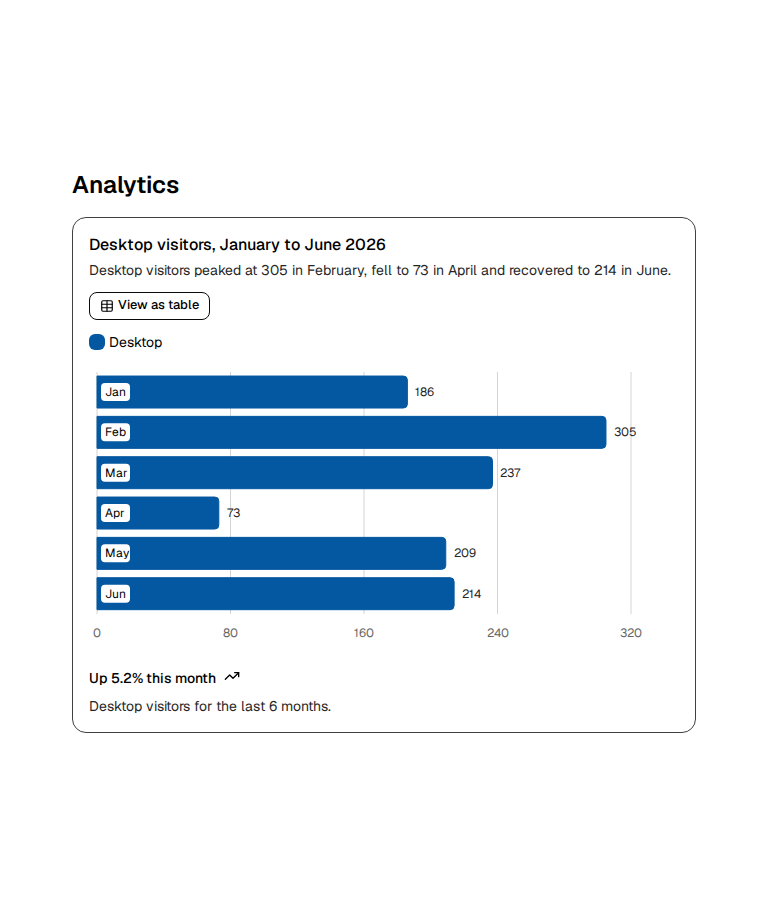 Analytics
Desktop visitors, January to June 2026
Desktop visitors peaked at 305 in February, fell to 73 in April and recovered to 214 in June.
View as table
Desktop
Jan 186
Feb 305
Mar 237
Apr 73
May 209
Jun 214
0 80 160 240 320
Up 5.2% this month
Desktop visitors for the last 6 months.